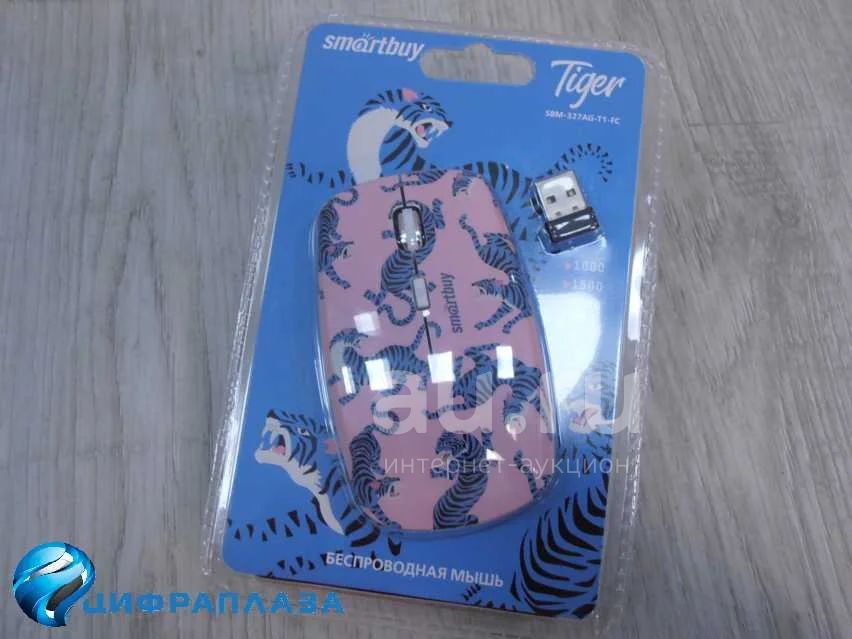 smartbuy
Tiger
SBM-327AG-T1-FC
1000
1500
smartbuy
au.ru
интернет-аукцион
БЕСПРОВОДНАЯ МЫШЬ
ЦИФРАПЛАЗА